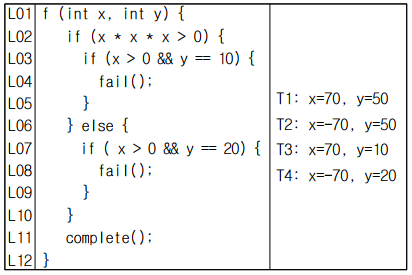 L01 f (int x, int y) {
L02 if (x * x * x > 0) {
L03 if (x > 0 && y == 10) {
L04 fail();
L05 }
L06 } else {
L07 if ( x > 0 && y == 20) {
L08 fail();
L09 }
L10 }
L11 complete();
L12 }
T1: x=70, y=50
T2: x=-70, y=50
T3: x=70, y=10
T4: x=-70, y=20